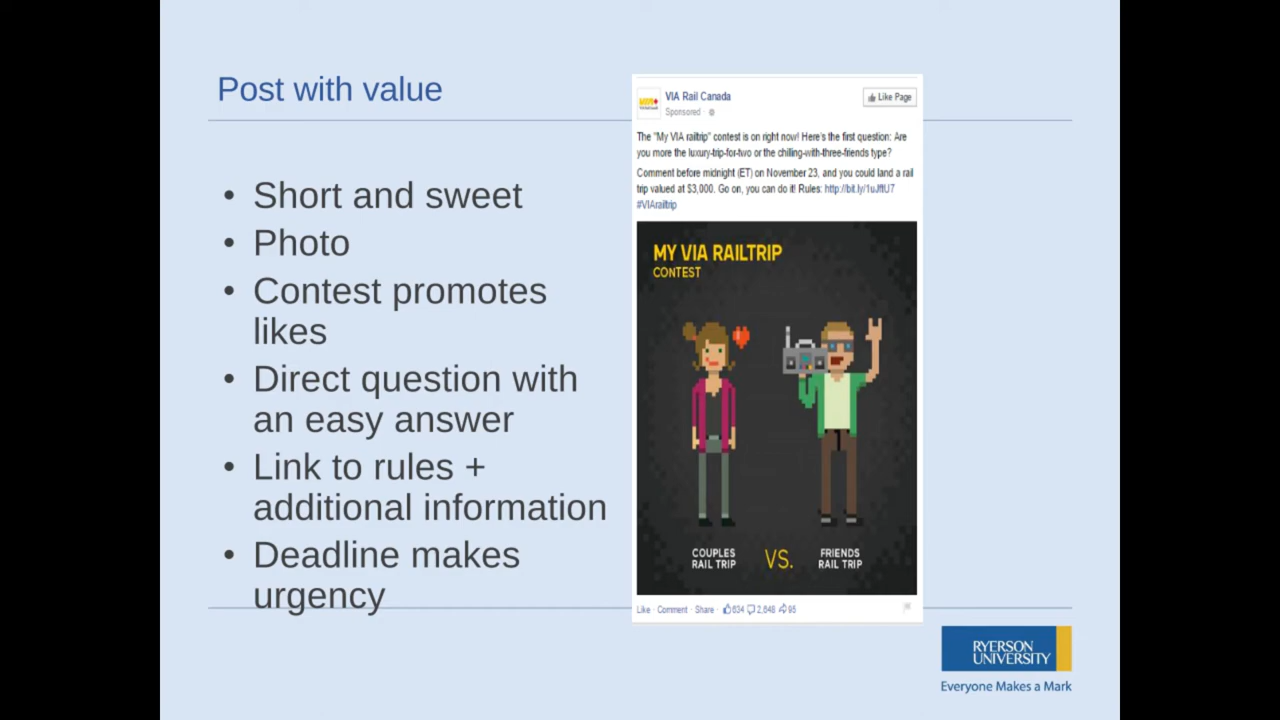 Post with value
• Short and sweet
• Photo
• Contest promotes
likes
• Direct question with
an easy answer
• Link to rules +
additional information
• Deadline makes
urgency
VIA Rail Canada
Sponsored ·
Like Page
The "My VIA railtrip" contest is on right now! Here's the first question: Are
you more the luxury-trip-for-two or the chilling-with-three-friends type?
Comment before midnight (ET) on November 23, and you could land a rail
trip valued at $3,000. Go on, you can do it! Rules: http://bit.ly/1uJftU7
#VIArailtrip
MY VIA RAILTRIP
CONTEST
COUPLES
RAIL TRIP
VS.
FRIENDS
RAIL TRIP
Like · Comment · Share · 634 2,648 95
RYERSON
UNIVERSITY
Everyone Makes a Mark